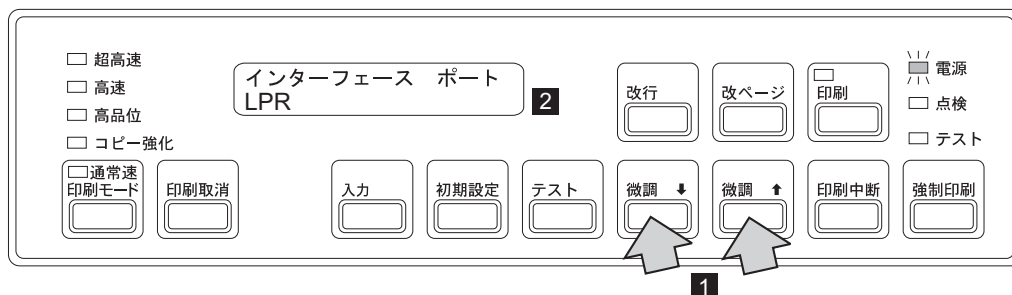 超高速
高速
高品位
コピー強化
インターフェース　ポート
LPR
2
改行
改ページ
印刷
電源
点検
テスト
通常速
印刷モード
印刷取消
入力
初期設定
テスト
微調 ⬇
微調 ⬆
印刷中断
強制印刷
1